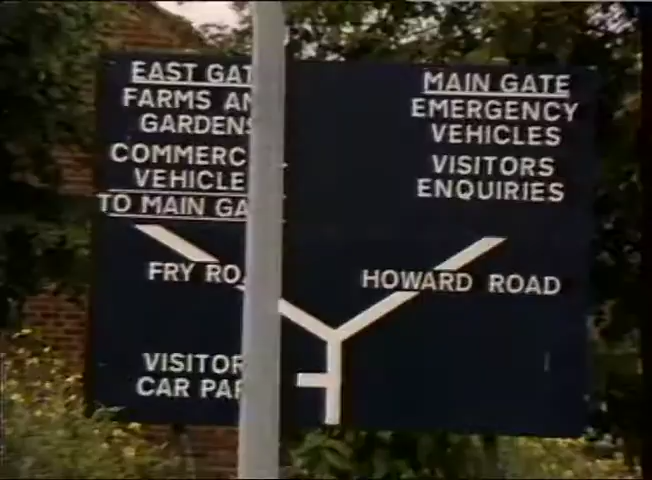 EAST GAT
FARMS AN
GARDENS
COMMERC
VEHICLE
TO MAIN GA
FRY RO
VISITOR
CAR PAR
MAIN GATE
EMERGENCY
VEHICLES
VISITORS
ENQUIRIES
HOWARD ROAD